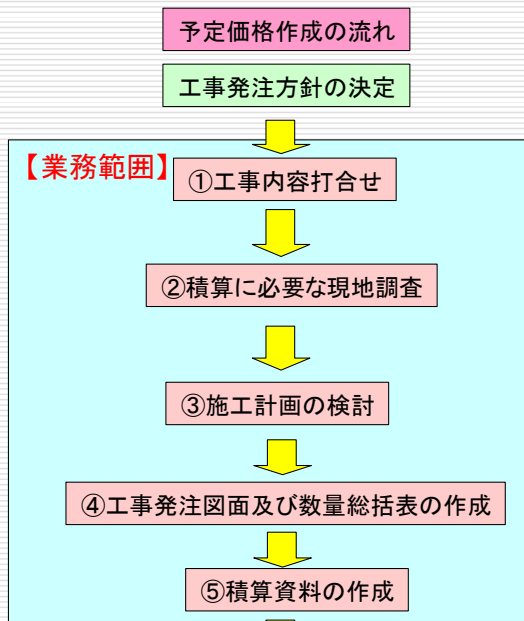 予定価格作成の流れ
工事発注方針の決定
【業務範囲】
①工事内容打合せ
②積算に必要な現地調査
③施工計画の検討
④工事発注図面及び数量総括表の作成
⑤積算資料の作成